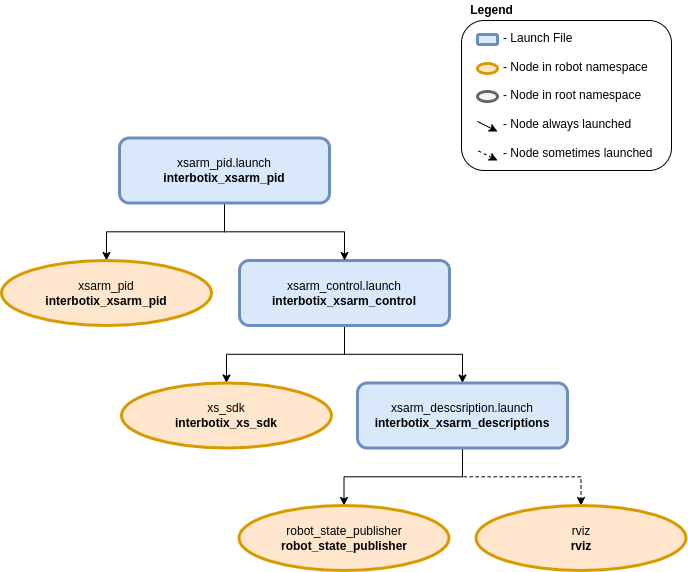 Legend
- Launch File
- Node in robot namespace
- Node in root namespace
- Node always launched
- Node sometimes launched
xsarm_pid.launch
interbotix_xsarm_pid
xsarm_pid
interbotix_xsarm_pid
xsarm_control.launch
interbotix_xsarm_control
xs_sdk
interbotix_xs_sdk
xsarm_descsription.launch
interbotix_xsarm_descriptions
robot_state_publisher
robot_state_publisher
rviz
rviz